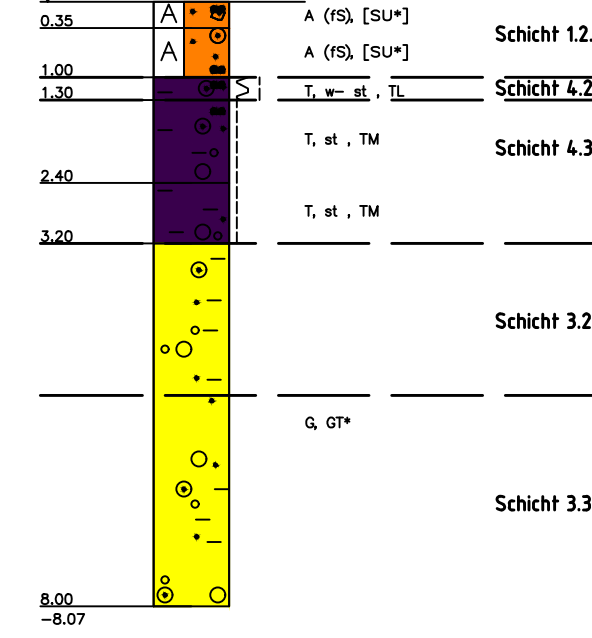 A
A (fS), [SU*]
0.35
Schicht 1.2.
A
A (fS), [SU*]
1.00
T, w- st , TL
Schicht 4.2
1.30
T, st , TM
Schicht 4.3
2.40
T, st , TM
3.20
Schicht 3.2
G, GT*
Schicht 3.3
8.00
-8.07